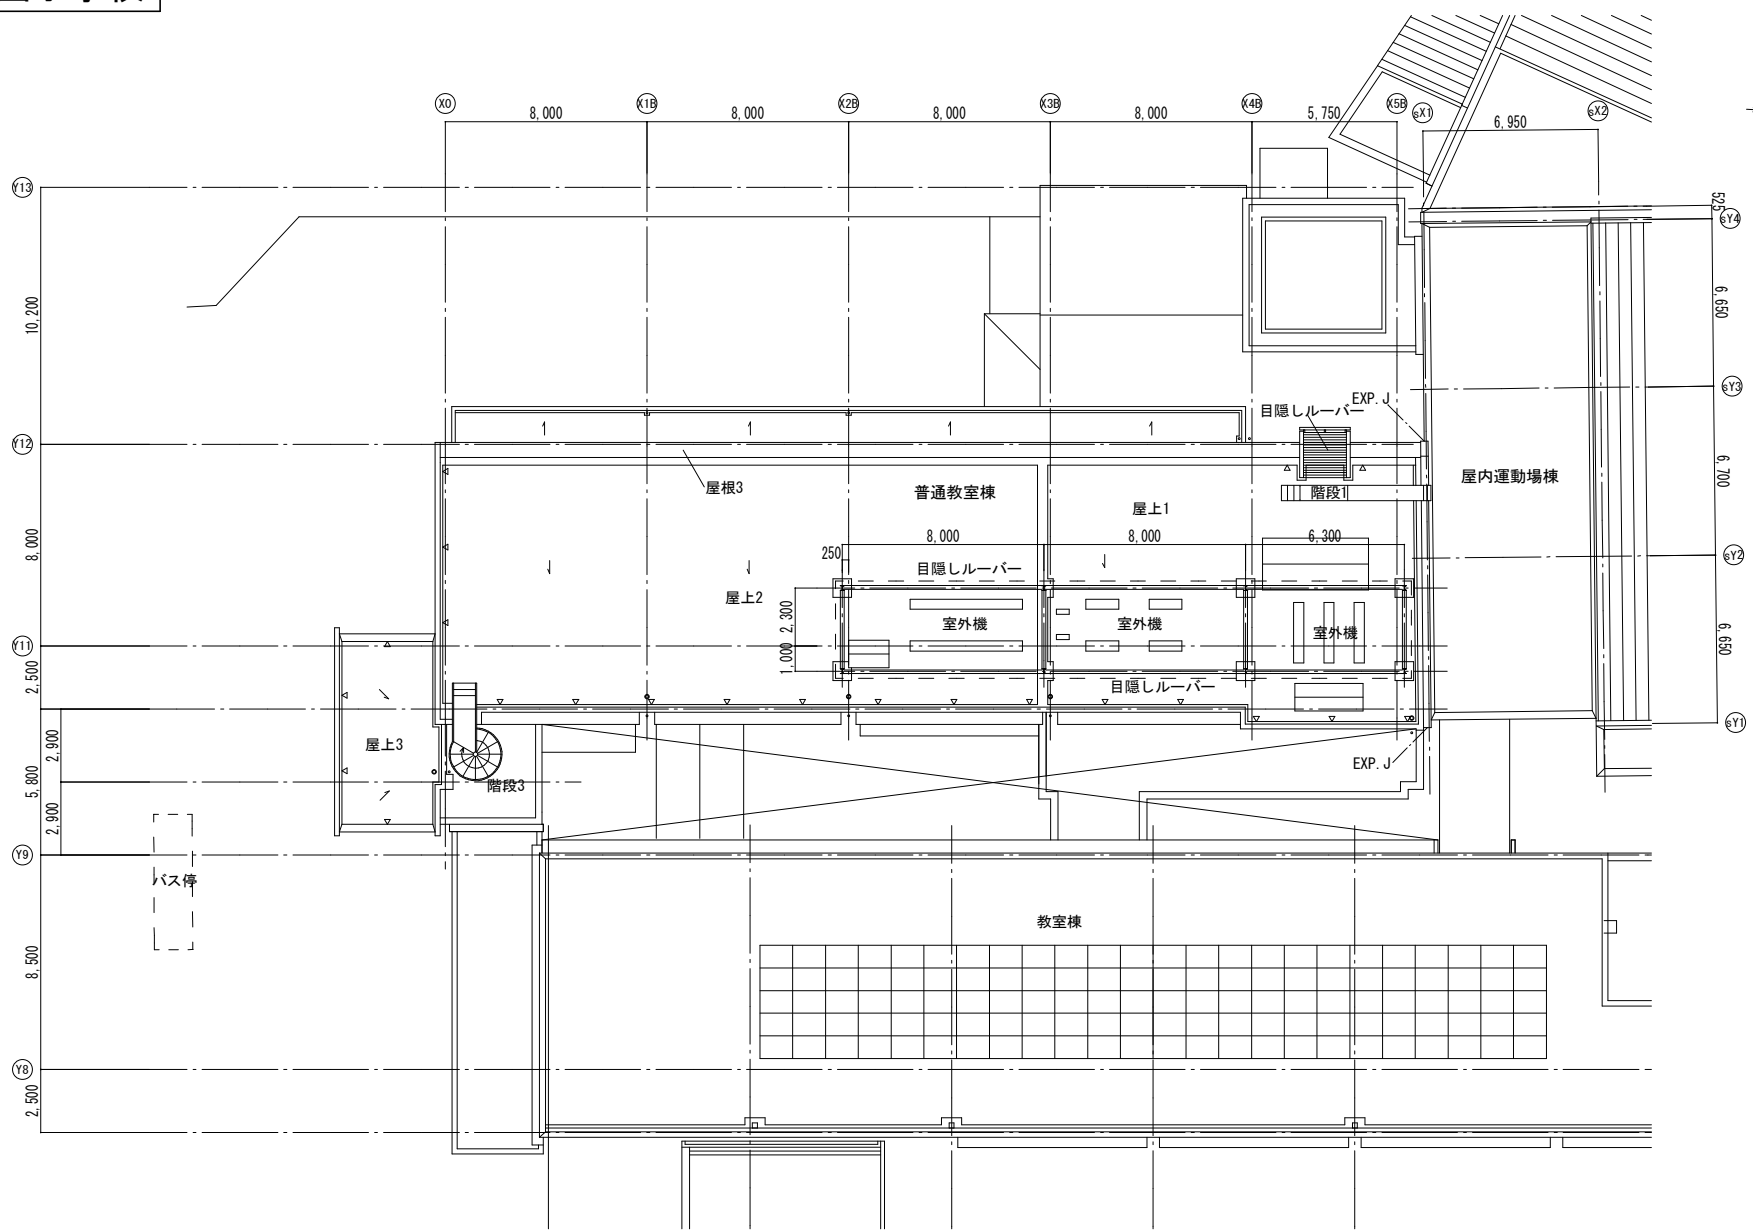 X0
X1B
X2B
X3B
X4B
X5B
sX1
sX2
8,000
8,000
8,000
8,000
5,750
6,950
Y13
525
sY4
10,200
6,650
sY3
EXP.J
目隠しルーバー
Y12
6,700
屋根3
普通教室棟
階段1
屋内運動場棟
屋上1
8,000
8,000
8,000
6,300
250
sY2
目隠しルーバー
屋上2
2,300
室外機
室外機
室外機
Y11
1,000
6,650
2,500
目隠しルーバー
sY1
屋上3
2,900
EXP.J
5,800
階段3
2,900
Y9
バス停
教室棟
8,500
Y8
2,500